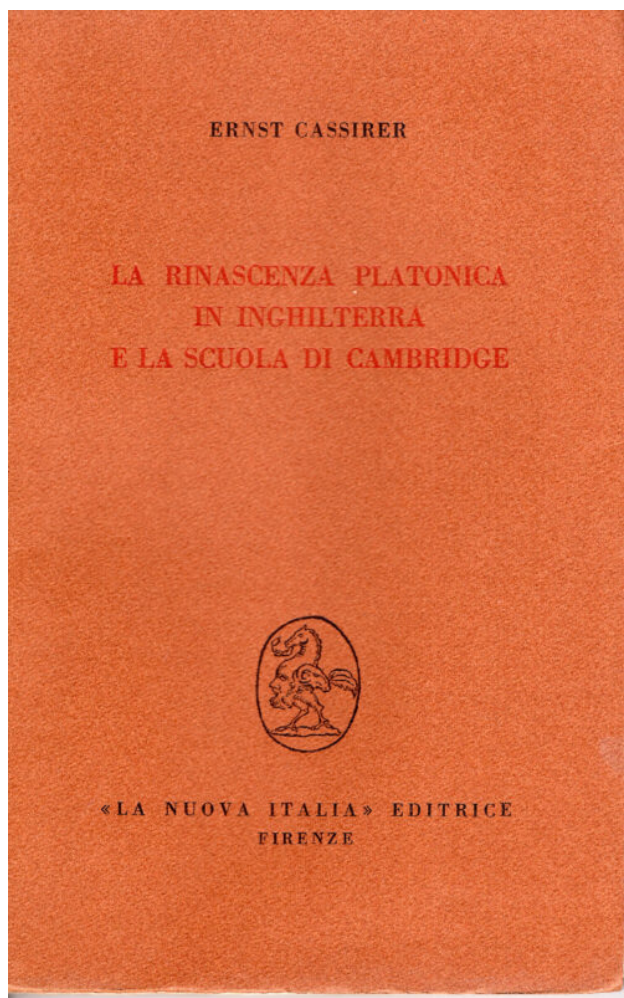 ERNST CASSIRER
LA RINASCENZA PLATONICA
IN INGHILTERRA
E LA SCUOLA DI CAMBRIDGE
«LA NUOVA ITALIA» EDITRICE
FIRENZE